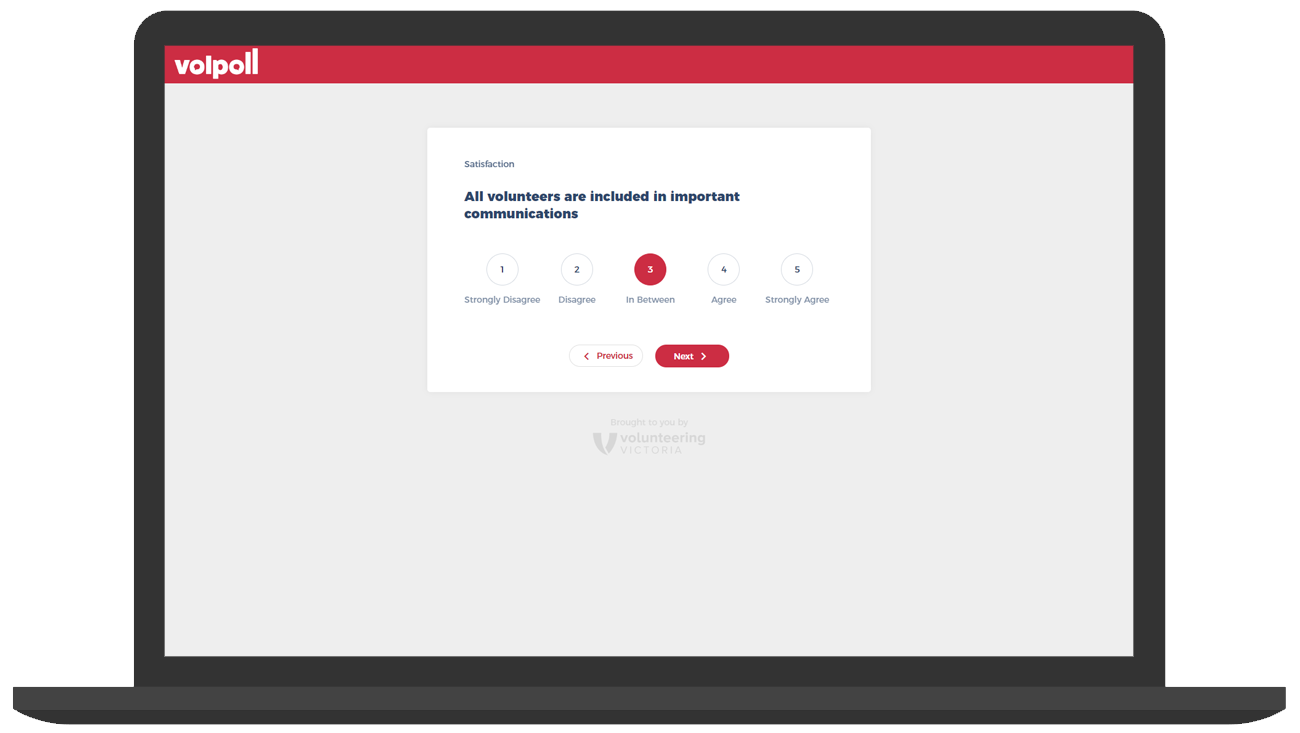 volpoll
Satisfaction
All volunteers are included in important
communications
1 2 3 4 5
Strongly Disagree Disagree In Between Agree Strongly Agree
Previous Next
Brought to you by
volunteering
VICTORIA